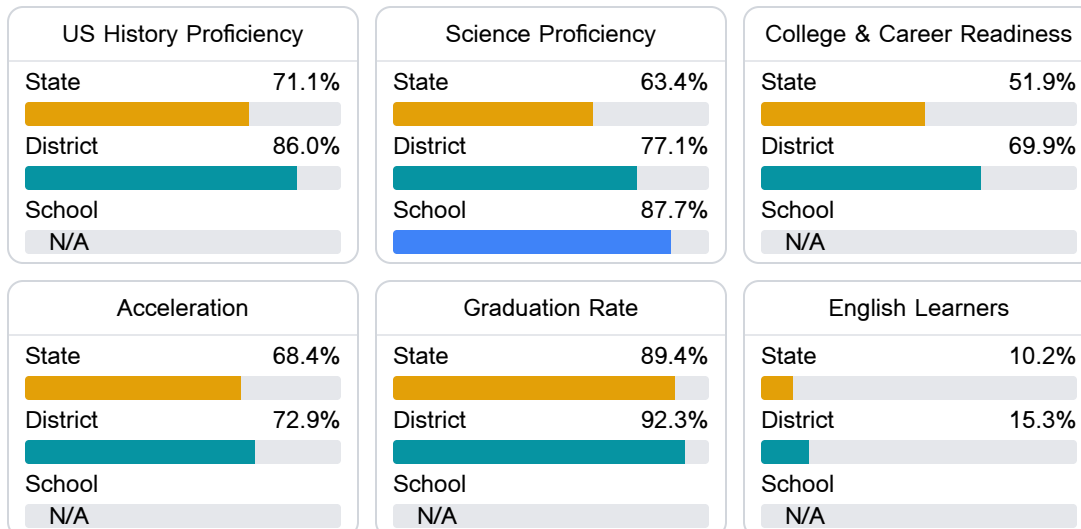 US History Proficiency
State 71.1%
District 86.0%
School
N/A
Science Proficiency
State 63.4%
District 77.1%
School 87.7%
College & Career Readiness
State 51.9%
District 69.9%
School
N/A
Acceleration
State 68.4%
District 72.9%
School
N/A
Graduation Rate
State 89.4%
District 92.3%
School
N/A
English Learners
State 10.2%
District 15.3%
School
N/A